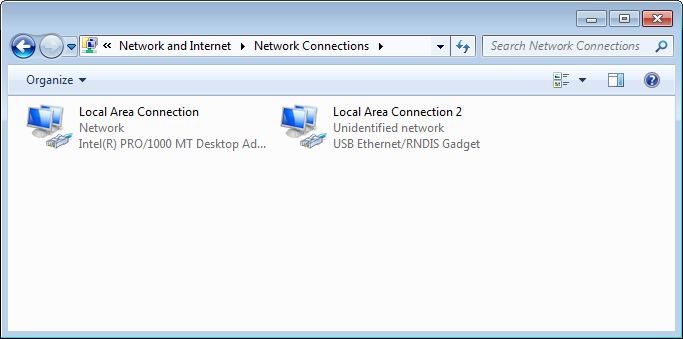 « Network and Internet Network Connections Search Network Connections
Organize
Local Area Connection
Network
Intel(R) PRO/1000 MT Desktop Ad...
Local Area Connection 2
Unidentified network
USB Ethernet/RNDIS Gadget